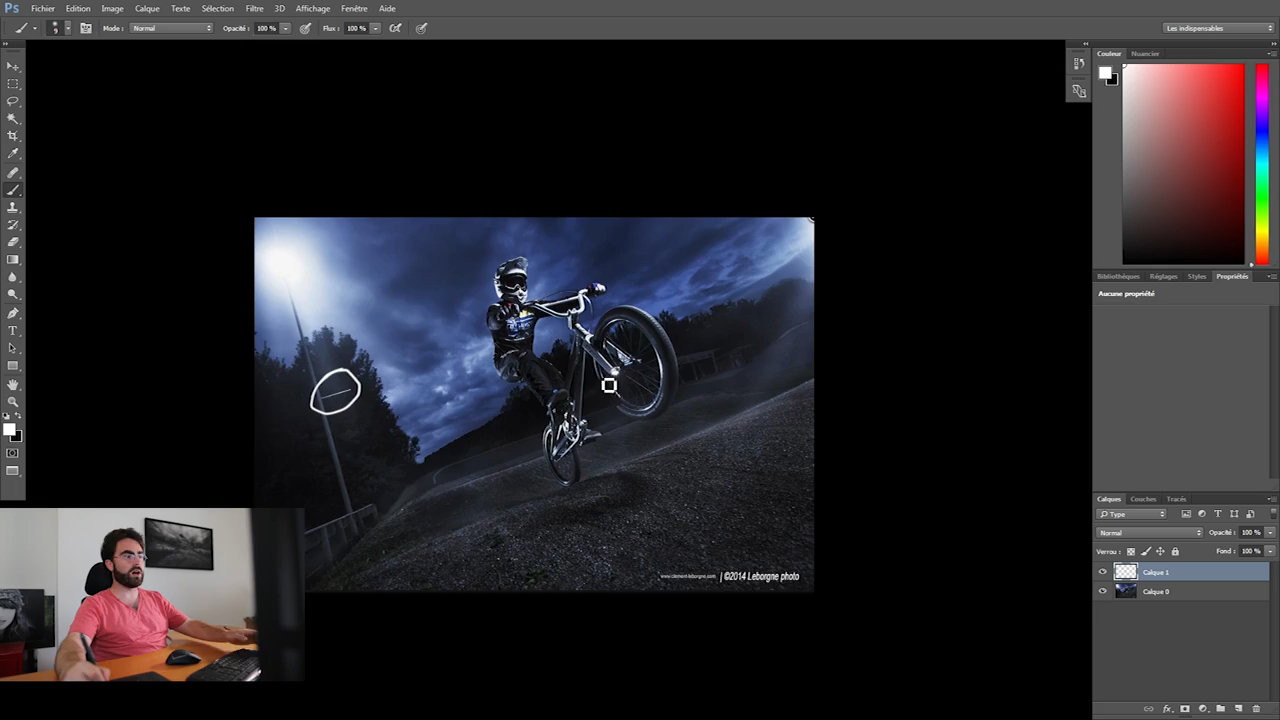 Ps Fichier Edition Image Calque Texte Sélection Filtre 3D Affichage Fenêtre Aide
Mode : Normal Opacité : 100 % Flux : 100 % Les indispensables
9
Couleur Nuancier
Bibliothèques Réglages Styles Propriétés
Aucune propriété
Calques Couches Tracés
Type
Normal Opacité : 100 %
Verrou : Fond : 100 %
Calque 1
Calque 0
www.clement-leborgne.com | ©2014 Leborgne photo